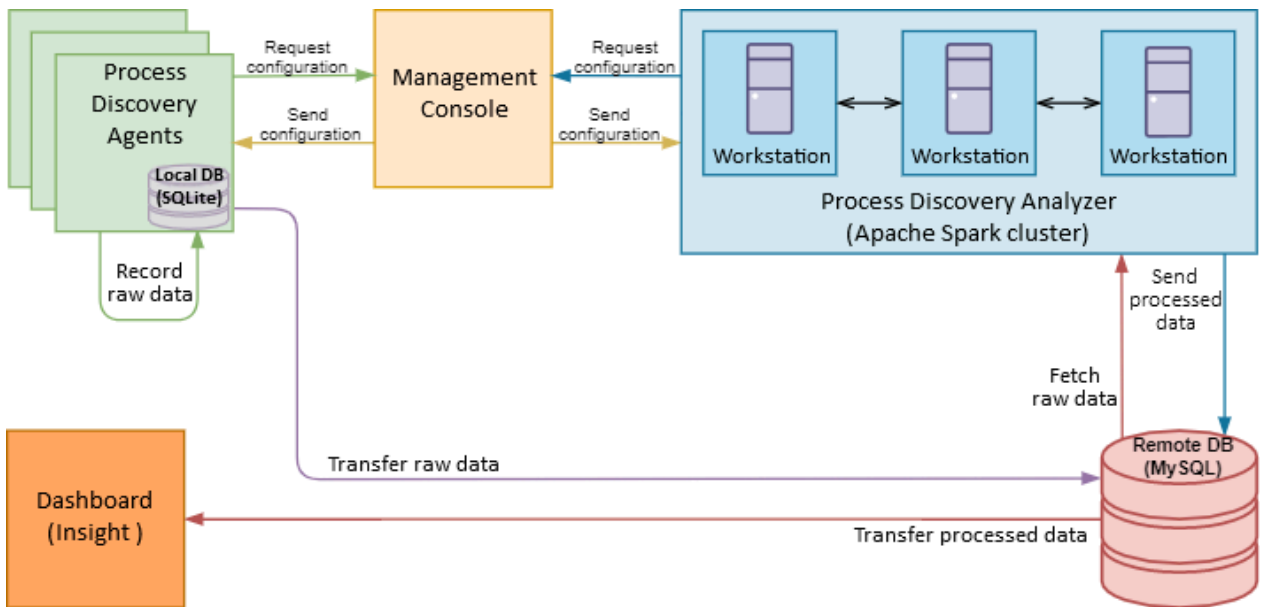 Process
Discovery
Agents
Local DB
(SQLite)
Record
raw data
Request
configuration
Send
configuration
Management
Console
Request
configuration
Send
configuration
Workstation
Workstation
Workstation
Process Discovery Analyzer
(Apache Spark cluster)
Send
processed
data
Fetch
raw data
Remote DB
(MySQL)
Transfer raw data
Transfer processed data
Dashboard
(Insight )